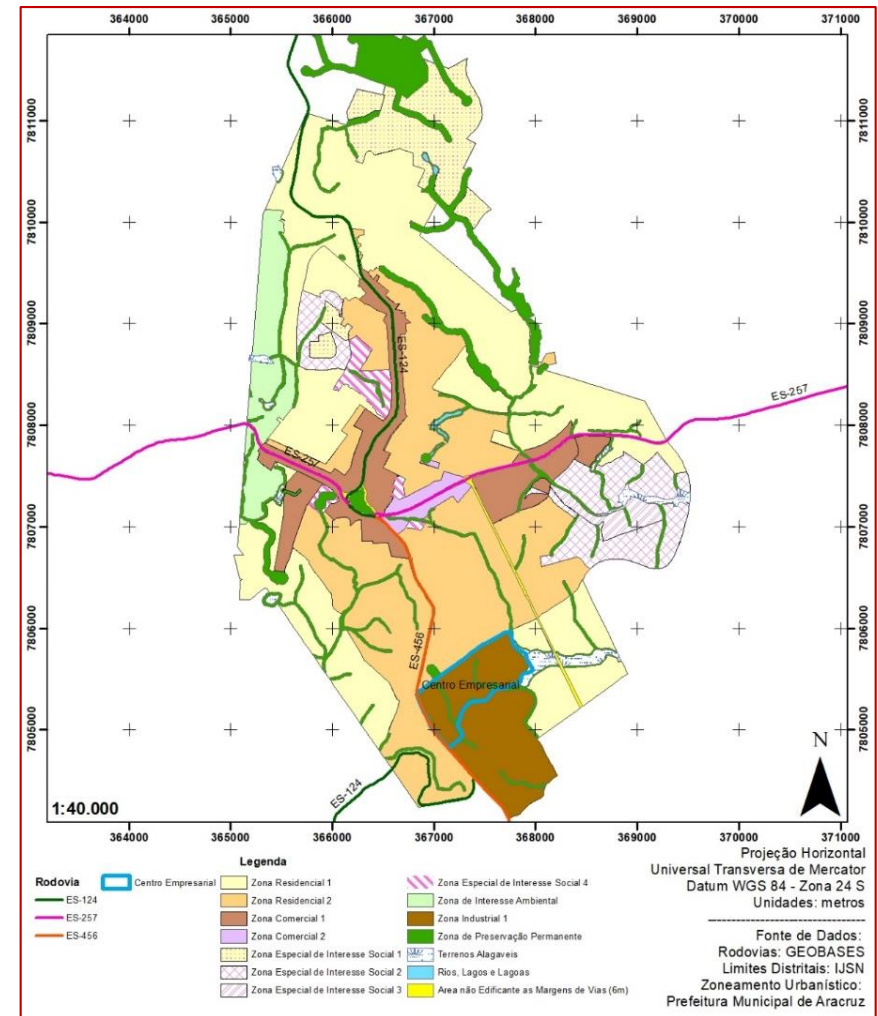 364000 365000 366000 367000 368000 369000 370000 371000
7811000 7811000
7810000 7810000
7809000 7809000
7808000 7808000
7807000 7807000
7806000 7806000
7805000 7805000
ES-124
ES-257
ES-257
ES-456
Centro Empresarial
ES-124
N
1:40.000
364000 365000 366000 367000 368000 369000 370000 371000
Legenda
Rodovia
ES-124
ES-257
ES-456
Centro Empresarial
Zona Residencial 1
Zona Residencial 2
Zona Comercial 1
Zona Comercial 2
Zona Especial de Interesse Social 1
Zona Especial de Interesse Social 2
Zona Especial de Interesse Social 3
Zona Especial de Interesse Social 4
Zona de Interesse Ambiental
Zona Industrial 1
Zona de Preservação Permanente
Terrenos Alagaveis
Rios, Lagos e Lagoas
Area não Edificante as Margens de Vias (6m)
Projeção Horizontal
Universal Transversa de Mercator
Datum WGS 84 - Zona 24 S
Unidades: metros
Fonte de Dados:
Rodovias: GEOBASES
Limites Distritais: IJSN
Zoneamento Urbanístico:
Prefeitura Municipal de Aracruz